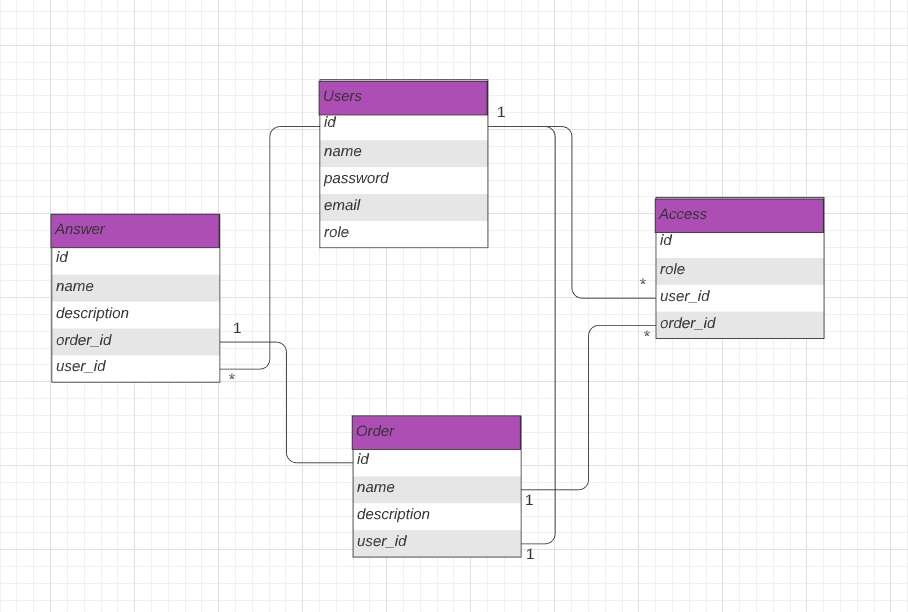 Users
1
id
name
password
email
role
Access
id
role
*
user_id
order_id
*
Answer
id
name
description
order_id
1
user_id
*
Order
id
name
1
description
user_id
1